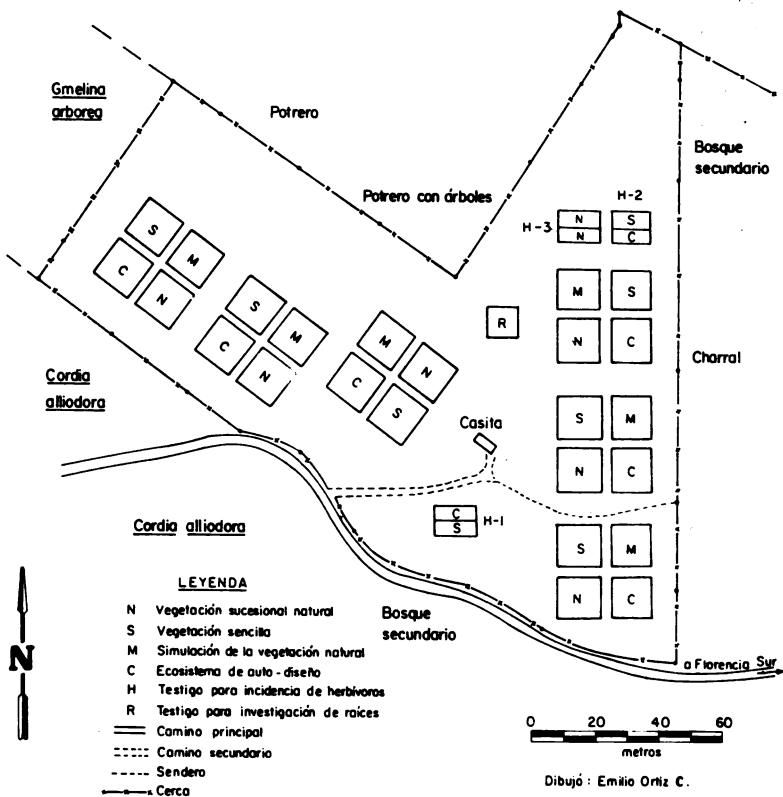 Gmelina
arborea
Potrero
Bosque
secundario
Potrero con árboles
H-2
H-3
N
N
S
C
S
M
C
N
S
M
C
N
M
N
C
S
R
M
S
N
C
Charral
Cordia
alliodora
Casita
S
M
N
C
C
S
H-1
S
M
N
C
Cordia alliodora
Bosque
secundario
a Florencia Sur
N
LEYENDA
N Vegetación sucesional natural
S Vegetación sencilla
M Simulación de la vegetación natural
C Ecosistema de auto-diseño
H Testigo para incidencia de herbívoros
R Testigo para investigación de raíces
Camino principal
Camino secundario
Sendero
Cerca
0 20 40 60
metros
Dibujó: Emilio Ortiz C.